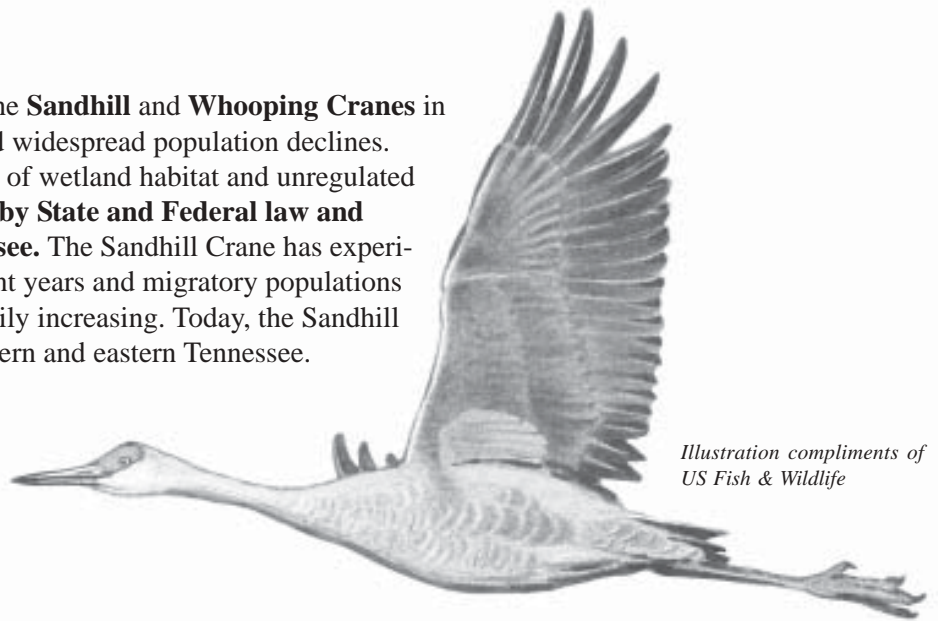 ne Sandhill and Whooping Cranes in
d widespread population declines.
of wetland habitat and unregulated
by State and Federal law and
see. The Sandhill Crane has experi-
nt years and migratory populations
ily increasing. Today, the Sandhill
ern and eastern Tennessee.
Illustration compliments of
US Fish & Wildlife